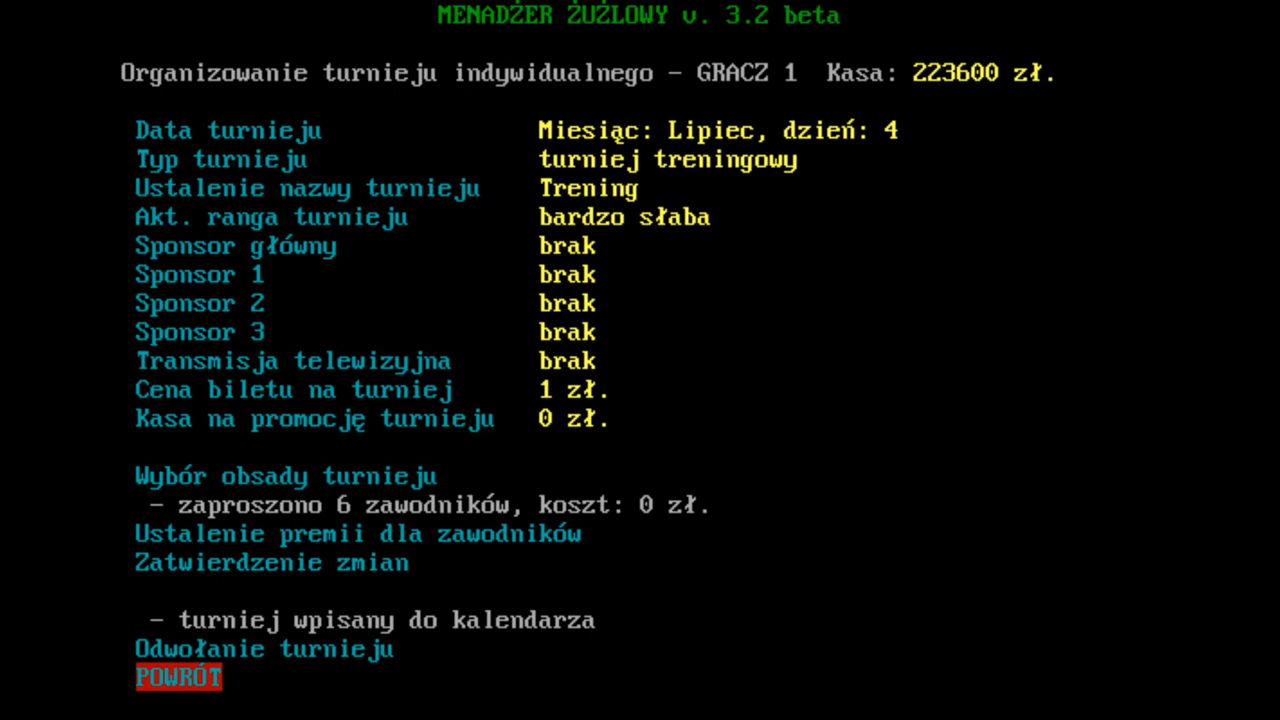 MENADŻER ŻUŻLOWY v. 3.2 beta
Organizowanie turnieju indywidualnego - GRACZ 1 Kasa: 223600 zł.
Data turnieju Miesiąc: Lipiec, dzień: 4
Typ turnieju turniej treningowy
Ustalenie nazwy turnieju Trening
Akt. ranga turnieju bardzo słaba
Sponsor główny brak
Sponsor 1 brak
Sponsor 2 brak
Sponsor 3 brak
Transmisja telewizyjna brak
Cena biletu na turniej 1 zł.
Kasa na promocję turnieju 0 zł.
Wybór obsady turnieju
- zaproszono 6 zawodników, koszt: 0 zł.
Ustalenie premii dla zawodników
Zatwierdzenie zmian
- turniej wpisany do kalendarza
Odwołanie turnieju
POWRÓT